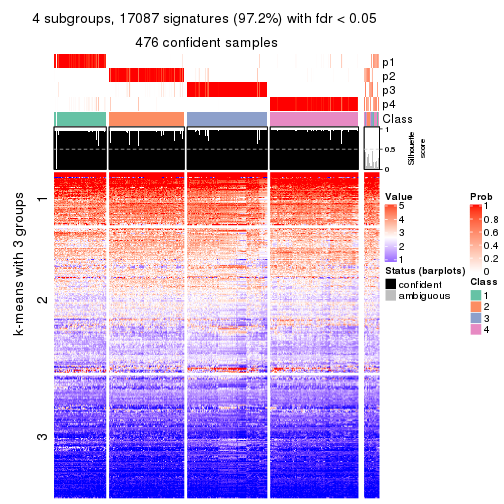 4 subgroups, 17087 signatures (97.2%) with fdr < 0.05
476 confident samples
p1
p2
p3
p4
Class
1
0.5
0
Silhouette
score
k-means with 3 groups
1
2
3
Value
5
4
3
2
1
Status (barplots)
confident
ambiguous
Prob
1
0.8
0.6
0.4
0.2
0
Class
1
2
3
4